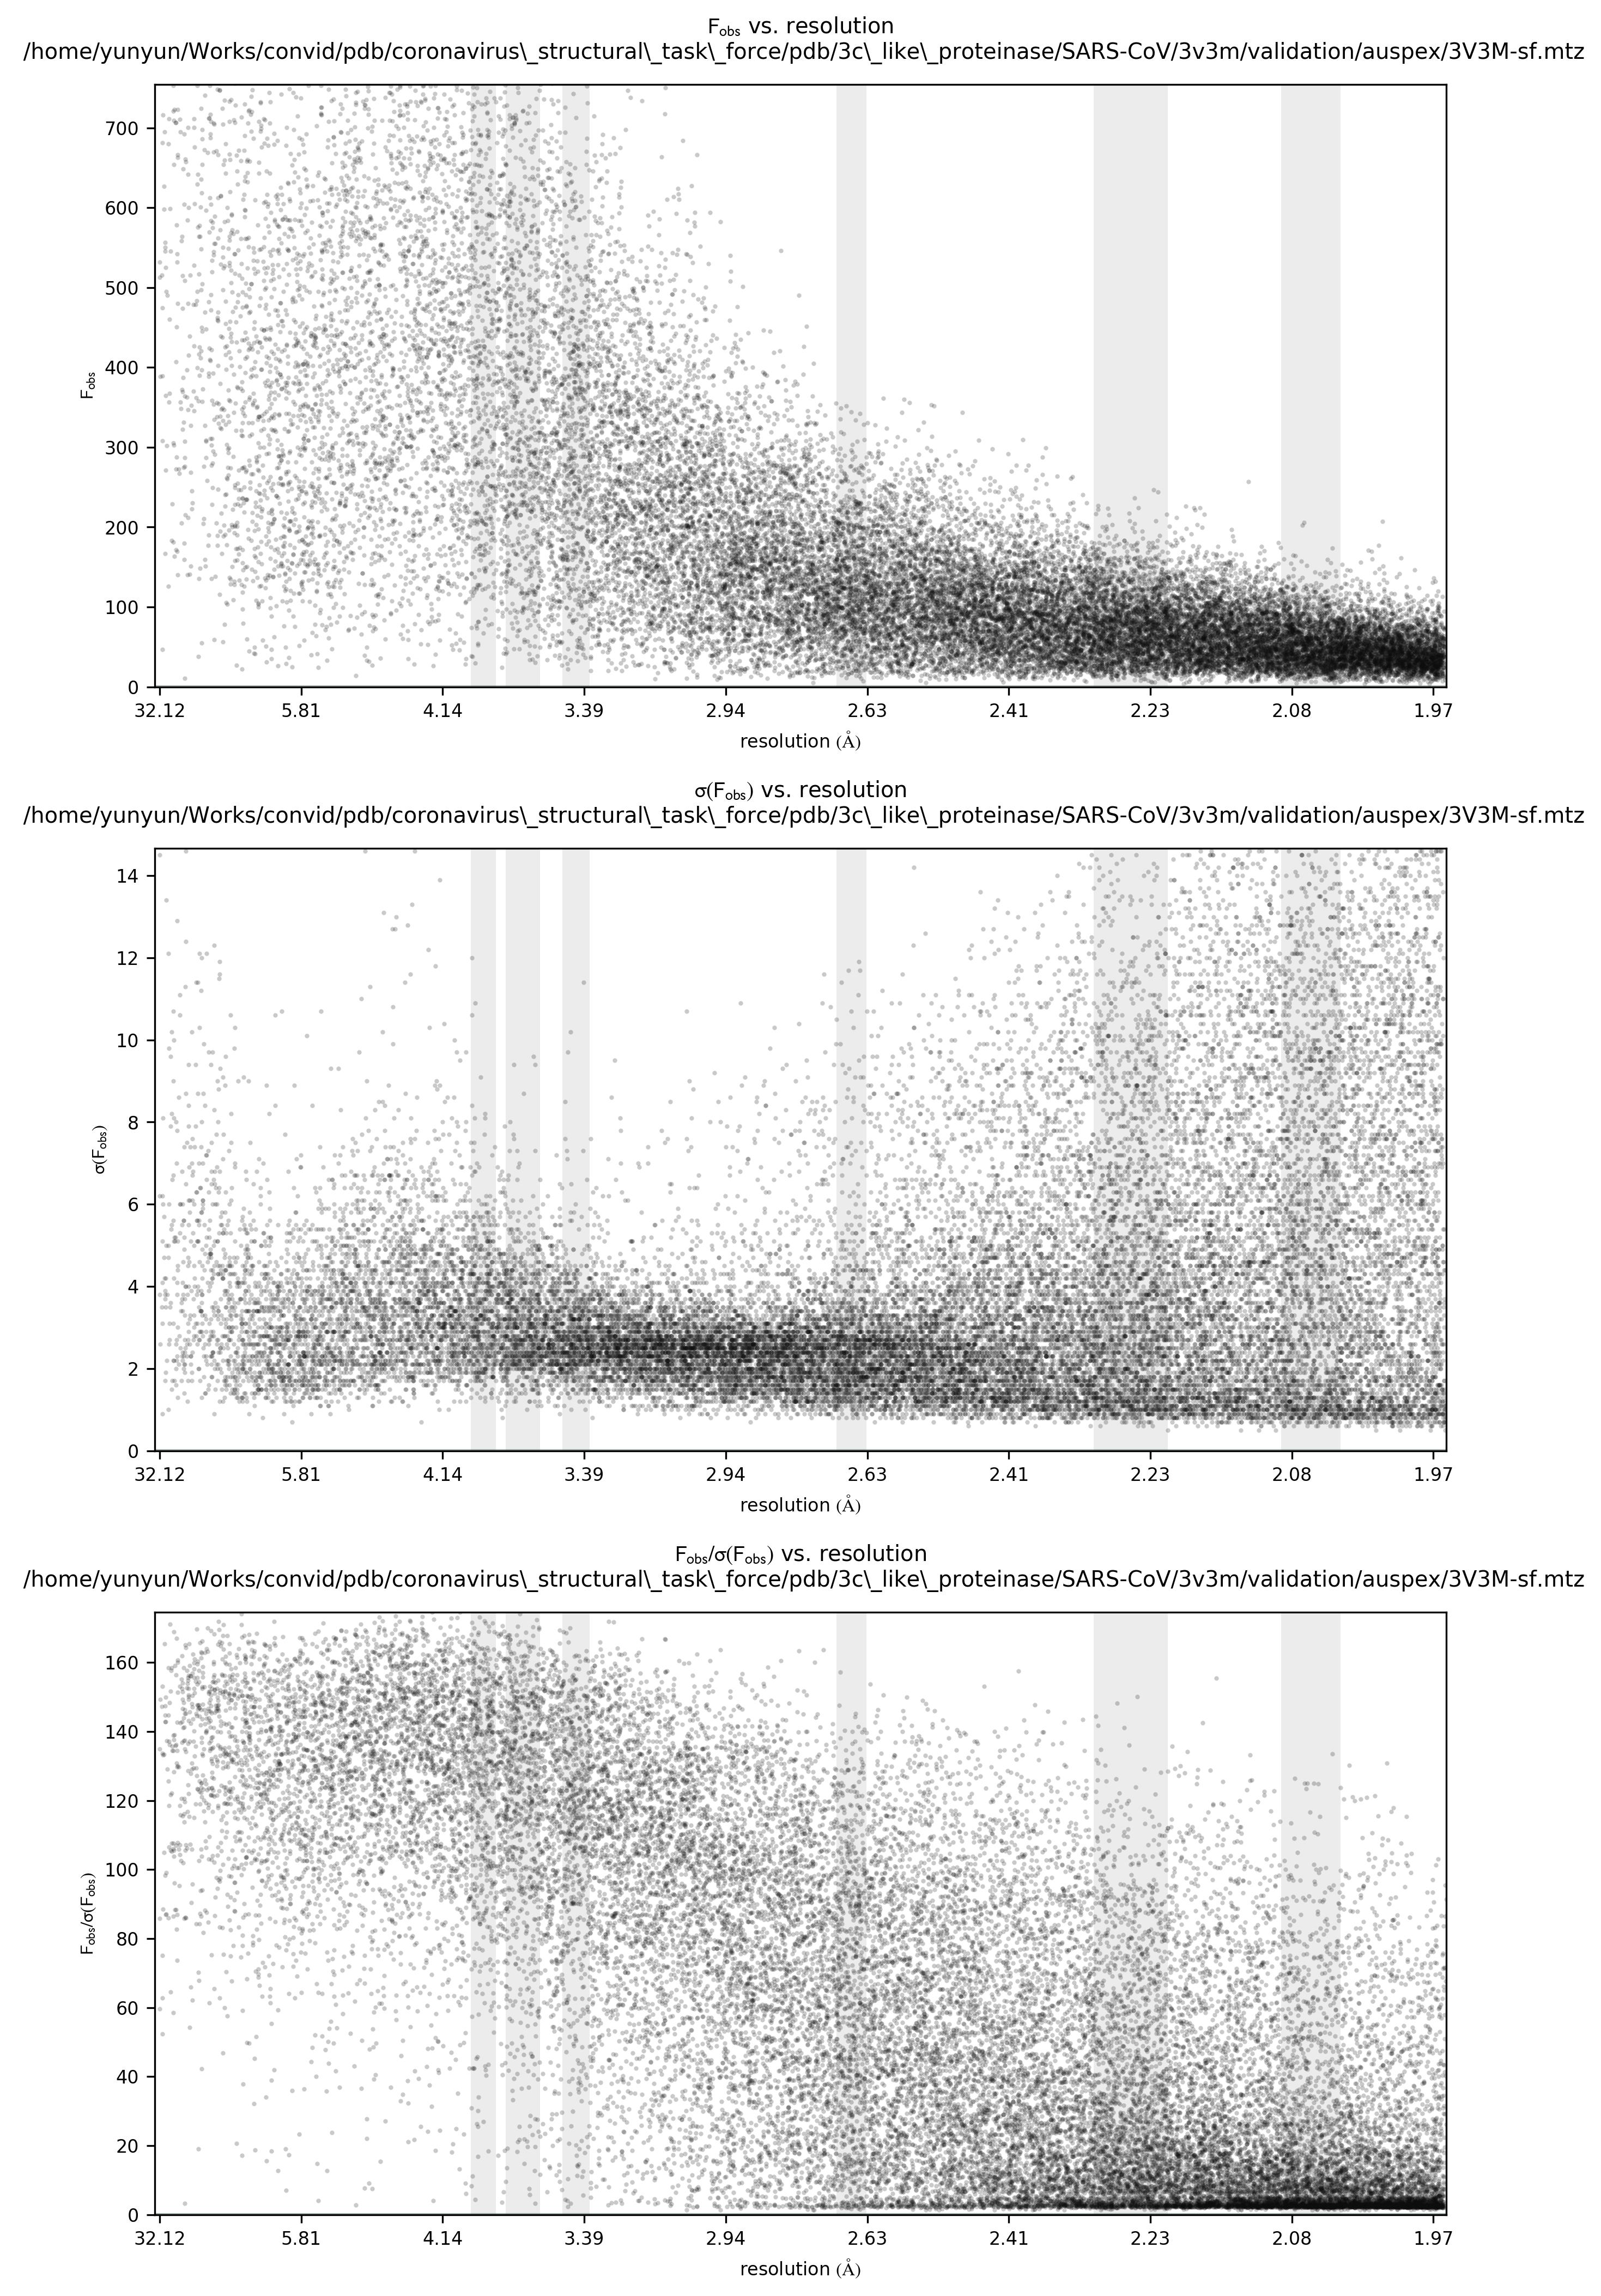 Fobs vs. resolution
/home/yunyun/Works/convid/pdb/coronavirus\_structural\_task\_force/pdb/3c\_like\_proteinase/SARS-CoV/3v3m/validation/auspex/3V3M-sf.mtz
700
600
500
400
300
200
100
0
Fobs
32.12 5.81 4.14 3.39 2.94 2.63 2.41 2.23 2.08 1.97
resolution (Å)
σ(Fobs) vs. resolution
/home/yunyun/Works/convid/pdb/coronavirus\_structural\_task\_force/pdb/3c\_like\_proteinase/SARS-CoV/3v3m/validation/auspex/3V3M-sf.mtz
14
12
10
8
6
4
2
0
σ(Fobs)
32.12 5.81 4.14 3.39 2.94 2.63 2.41 2.23 2.08 1.97
resolution (Å)
Fobs/σ(Fobs) vs. resolution
/home/yunyun/Works/convid/pdb/coronavirus\_structural\_task\_force/pdb/3c\_like\_proteinase/SARS-CoV/3v3m/validation/auspex/3V3M-sf.mtz
160
140
120
100
80
60
40
20
0
Fobs/σ(Fobs)
32.12 5.81 4.14 3.39 2.94 2.63 2.41 2.23 2.08 1.97
resolution (Å)